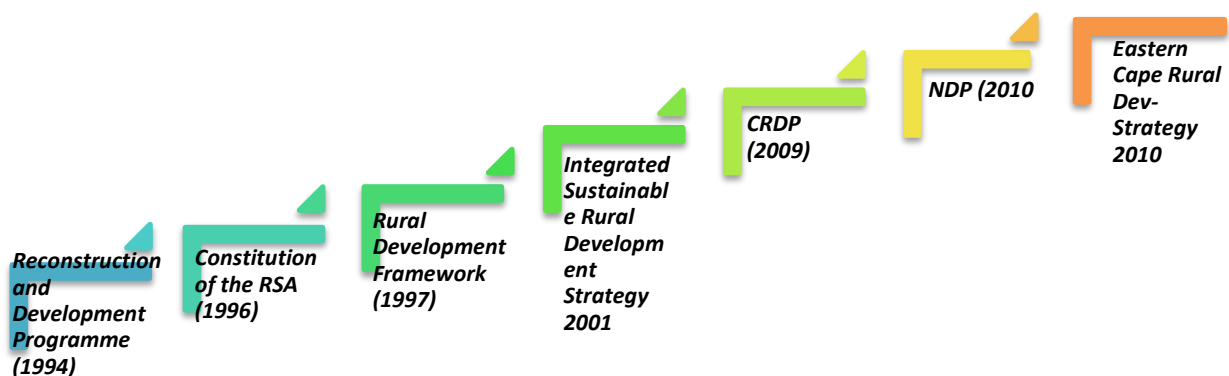 Reconstruction
and
Development
Programme
(1994)
Constitution
of the RSA
(1996)
Rural
Development
Framework
(1997)
Integrated
Sustainabl
e Rural
Developm
ent
Strategy
2001
CRDP
(2009)
NDP (2010
Eastern
Cape Rural
Dev-
Strategy
2010